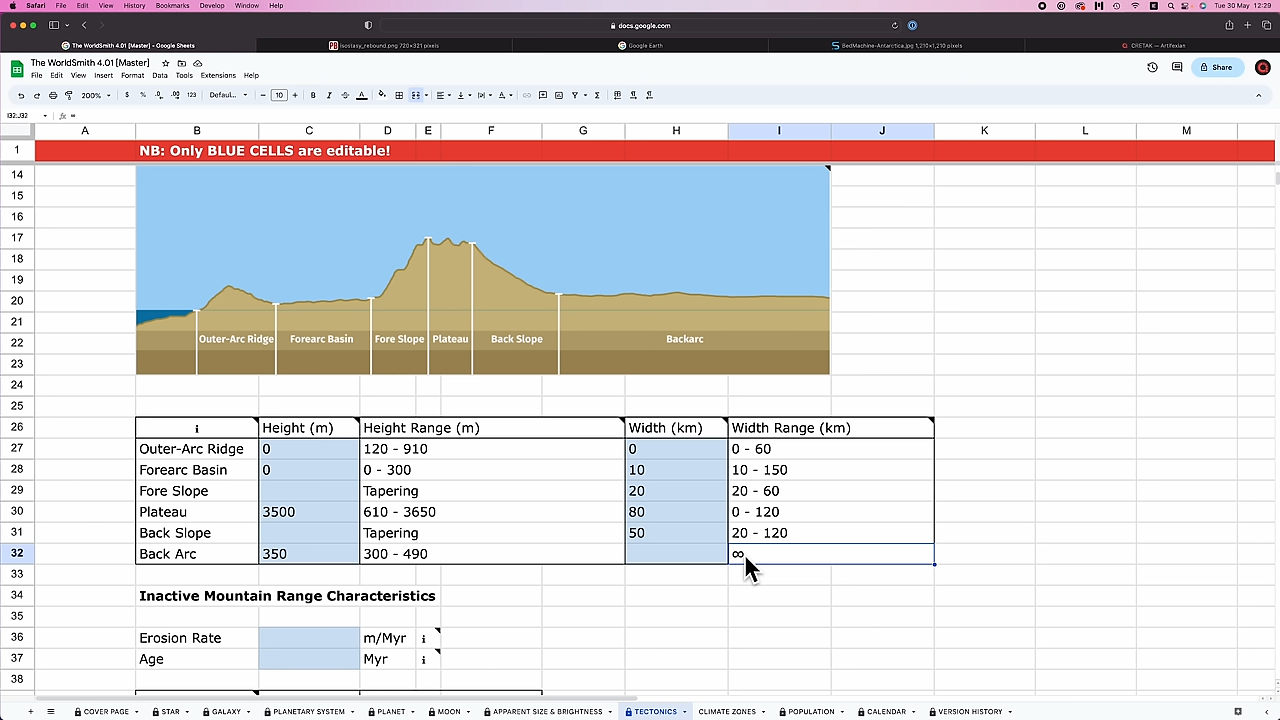 Safari File Edit View History Bookmarks Develop Window Help Tue 30 May 12:29
docs.google.com
The WorldSmith 4.01 [Master] - Google Sheets isostasy_rebound.png 720×321 pixels Google Earth BedMachine-Antarctica.jpg 1,210×1,210 pixels CRETAK — Artifexian
The WorldSmith 4.01 [Master]
File Edit View Insert Format Data Tools Extensions Help
Share
200% $ % .0 .00 123 Defaul... 10 B I A
I32:J32 fx ∞
A B C D E F G H I J K L M
1 NB: Only BLUE CELLS are editable!
14
15
16
17
18
19
20
21
22 Outer-Arc Ridge Forearc Basin Fore Slope Plateau Back Slope Backarc
23
24
25
26 i Height (m) Height Range (m) Width (km) Width Range (km)
27 Outer-Arc Ridge 0 120 - 910 0 0 - 60
28 Forearc Basin 0 0 - 300 10 10 - 150
29 Fore Slope Tapering 20 20 - 60
30 Plateau 3500 610 - 3650 80 0 - 120
31 Back Slope Tapering 50 20 - 120
32 Back Arc 350 300 - 490 ∞
33
34 Inactive Mountain Range Characteristics
35
36 Erosion Rate m/Myr i
37 Age Myr i
38
COVER PAGE STAR GALAXY PLANETARY SYSTEM PLANET MOON APPARENT SIZE & BRIGHTNESS TECTONICS CLIMATE ZONES POPULATION CALENDAR VERSION HISTORY